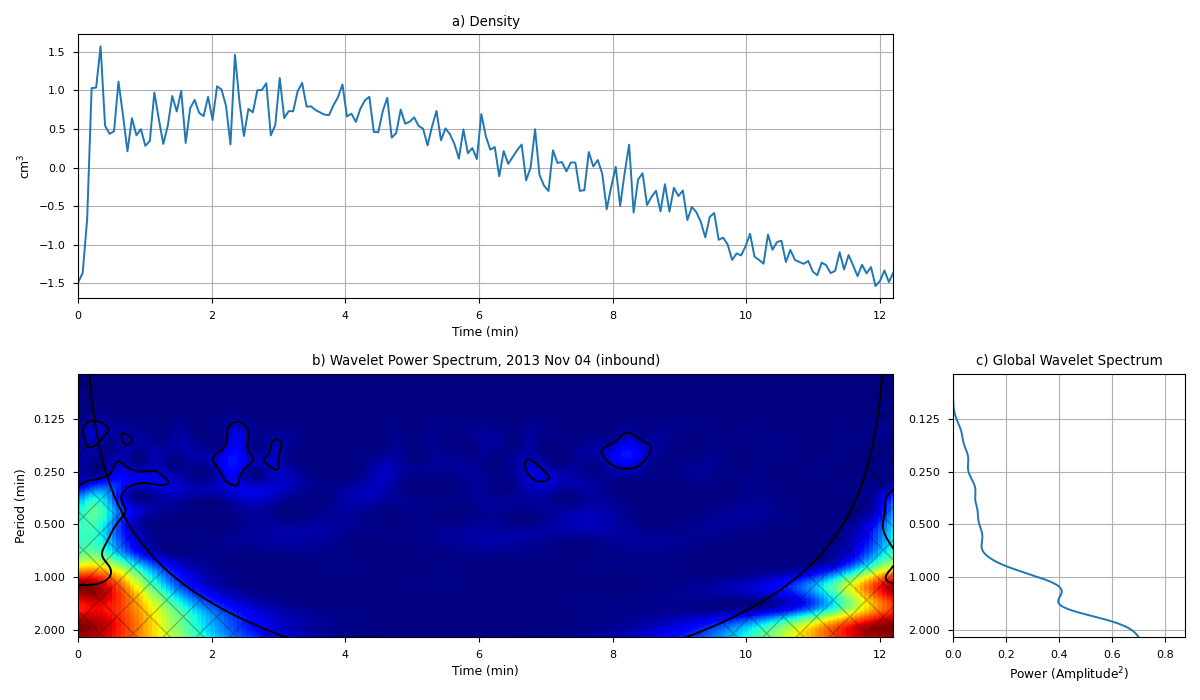 a) Density
1.5
1.0
0.5
0.0
−0.5
−1.0
−1.5
cm³
0 2 4 6 8 10 12
Time (min)
b) Wavelet Power Spectrum, 2013 Nov 04 (inbound)
0.125
0.250
0.500
1.000
2.000
Period (min)
0 2 4 6 8 10 12
Time (min)
c) Global Wavelet Spectrum
0.125
0.250
0.500
1.000
2.000
0.0 0.2 0.4 0.6 0.8
Power (Amplitude²)